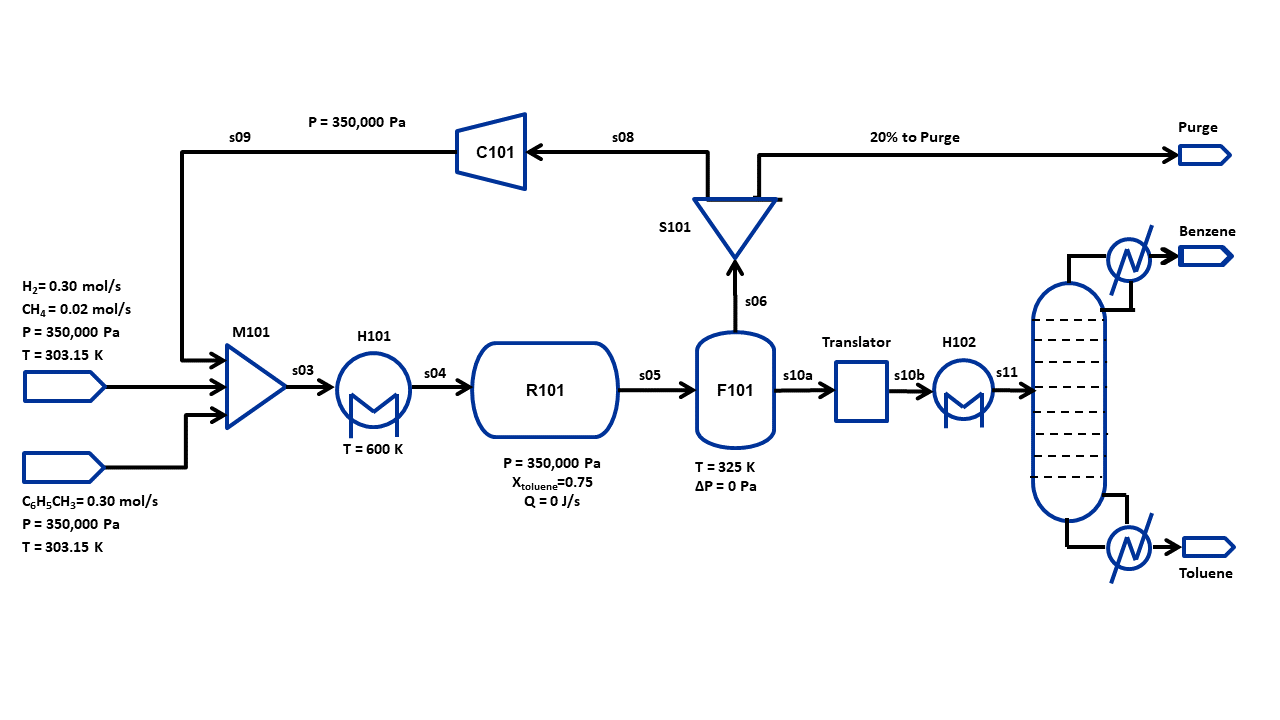 P = 350,000 Pa
s09
C101
s08
20% to Purge
Purge
S101
Benzene
H₂= 0.30 mol/s
CH₄ = 0.02 mol/s
P = 350,000 Pa
T = 303.15 K
M101
s03
H101
s04
T = 600 K
R101
P = 350,000 Pa
Xtoluene=0.75
Q = 0 J/s
s05
s06
F101
T = 325 K
ΔP = 0 Pa
s10a
Translator
s10b
H102
s11
C₆H₅CH₃= 0.30 mol/s
P = 350,000 Pa
T = 303.15 K
Toluene